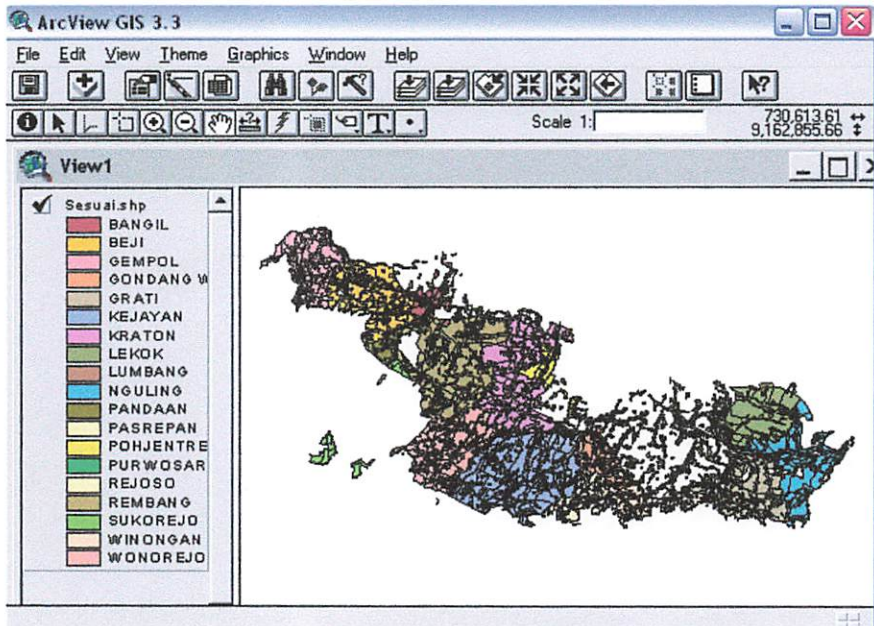 ArcView GIS 3.3
File Edit View Theme Graphics Window Help
Scale 1:
730,613.61
9,162,855.66
View1
Sesuai.shp
BANGIL
BEJI
GEMPOL
GONDANG W
GRATI
KEJAYAN
KRATON
LEKOK
LUMBANG
NGULING
PANDAAN
PASREPAN
POHJENTRE
PURWOSAR
REJOSO
REMBANG
SUKOREJO
WINONGAN
WONOREJO